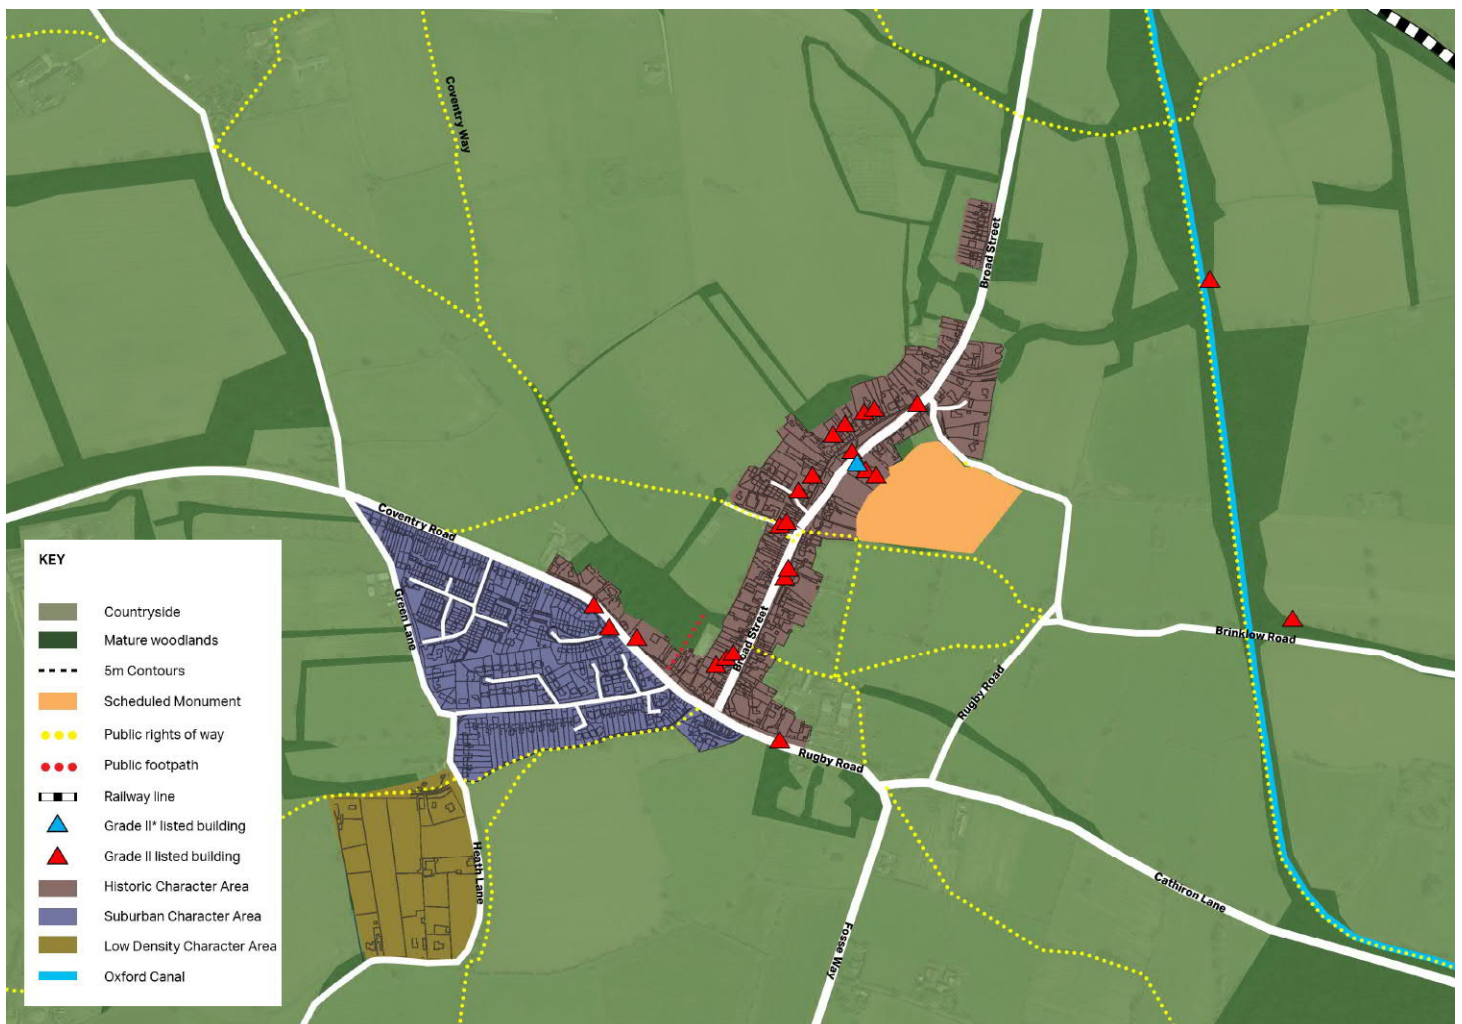 Coventry Way
Broad Street
Coventry Road
Green Lane
Broad Street
Brinklow Road
Rugby Road
Rugby Road
Heath Lane
Cathiron Lane
Fosse Way
KEY
Countryside
Mature woodlands
5m Contours
Scheduled Monument
Public rights of way
Public footpath
Railway line
Grade II* listed building
Grade II listed building
Historic Character Area
Suburban Character Area
Low Density Character Area
Oxford Canal